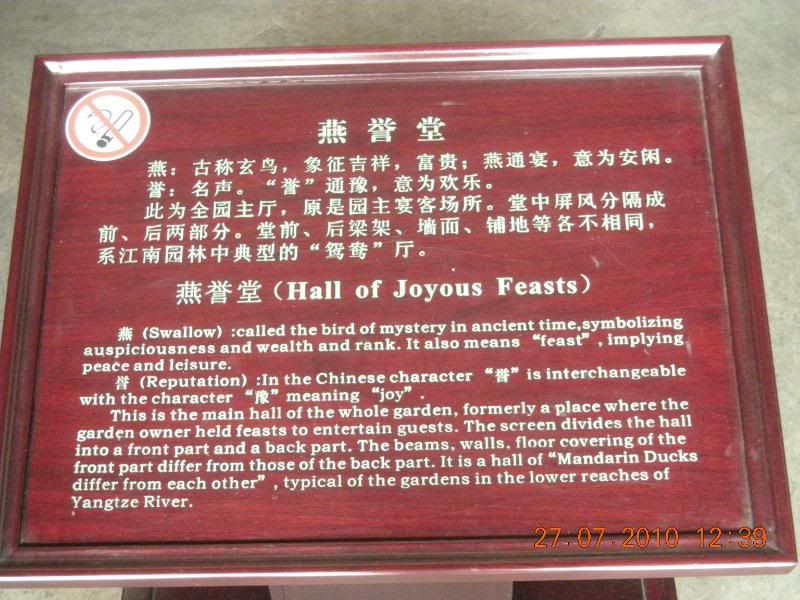 燕誉堂
燕：古称玄鸟，象征吉祥，富贵；燕通宴，意为安闲。
誉：名声。“誉”通豫，意为欢乐。
此为全园主厅，原是园主宴客场所。堂中屏风分隔成
前、后两部分。堂前、后梁架、墙面、铺地等各不相同，
系江南园林中典型的“鸳鸯”厅。
燕誉堂（Hall of Joyous Feasts）
燕 (Swallow) :called the bird of mystery in ancient time,symbolizing
auspiciousness and wealth and rank. It also means “feast”, implying
peace and leisure.
誉 (Reputation) :In the Chinese character “誉” is interchangeable
with the character “豫” meaning “joy”.
This is the main hall of the whole garden, formerly a place where the
garden owner held feasts to entertain guests. The screen divides the hall
into a front part and a back part. The beams, walls, floor covering of the
front part differ from those of the back part. It is a hall of “Mandarin Ducks
differ from each other”, typical of the gardens in the lower reaches of
Yangtze River.
27.07.2010 12:39